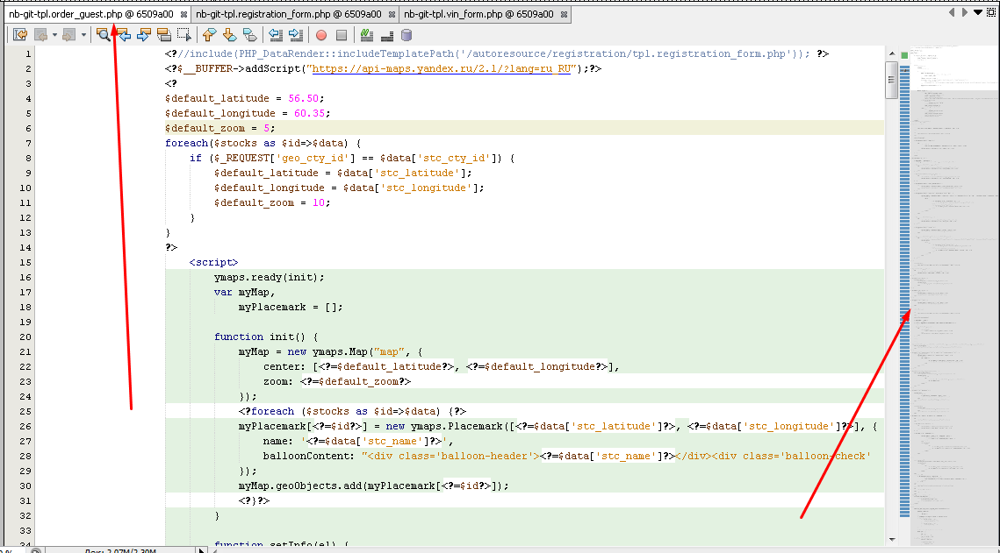 nb-git-tpl.order_guest.php @ 6509a00 nb-git-tpl.registration_form.php @ 6509a00 nb-git-tpl.vin_form.php @ 6509a00
1 <?//include(PHP_DataRender::includeTemplatePath('/autoresource/registration/tpl.registration_form.php')); ?>
2 <?$__BUFFER->addScript("https://api-maps.yandex.ru/2.1/?lang=ru_RU");?>
3 <?
4 $default_latitude = 56.50;
5 $default_longitude = 60.35;
6 $default_zoom = 5;
7 foreach($stocks as $id=>$data) {
8 if ($_REQUEST['geo_cty_id'] == $data['stc_cty_id']) {
9 $default_latitude = $data['stc_latitude'];
10 $default_longitude = $data['stc_longitude'];
11 $default_zoom = 10;
12 }
13 }
14 ?>
15 <script>
16 ymaps.ready(init);
17 var myMap,
18 myPlacemark = [];
19
20 function init() {
21 myMap = new ymaps.Map("map", {
22 center: [<?=$default_latitude?>, <?=$default_longitude?>],
23 zoom: <?=$default_zoom?>
24 });
25 <?foreach ($stocks as $id=>$data) {?>
26 myPlacemark[<?=$id?>] = new ymaps.Placemark([<?=$data['stc_latitude']?>, <?=$data['stc_longitude']?>], {
27 name: '<?=$data['stc_name']?>',
28 balloonContent: "<div class='balloon-header'><?=$data['stc_name']?></div><div class='balloon-check'
29 });
30 myMap.geoObjects.add(myPlacemark[<?=$id?>]);
31 <?}?>
32 }
33
34 function setInfo(el) {
Док: 2,07M/2,30M